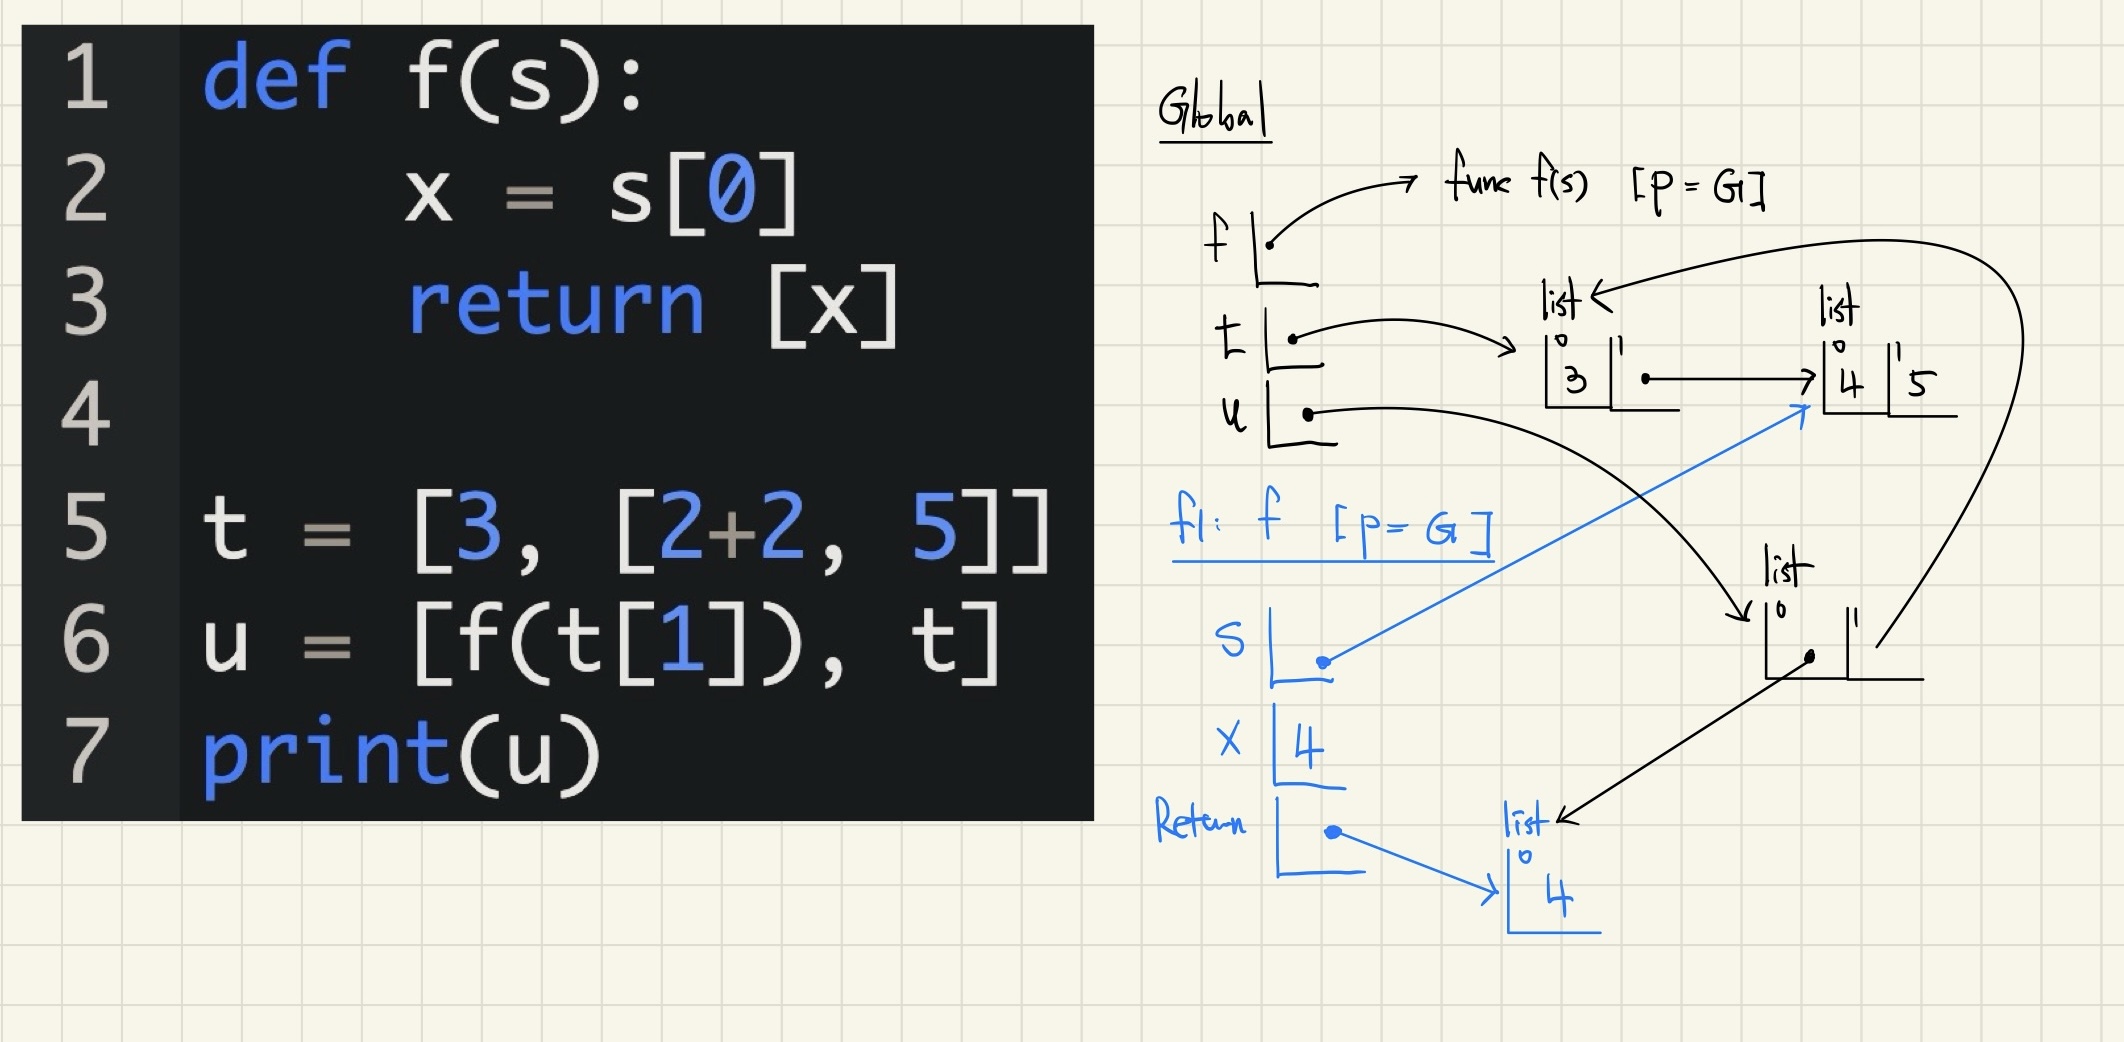 1 def f(s):
2 x = s[0]
3 return [x]
4
5 t = [3, [2+2, 5]]
6 u = [f(t[1]), t]
7 print(u)
Global
f
func f(s) [P = G]
t
list
0 1
3
list
0 1
4 5
u
f1: f [P = G]
S
list
0 1
X 4
Return
list
0
4